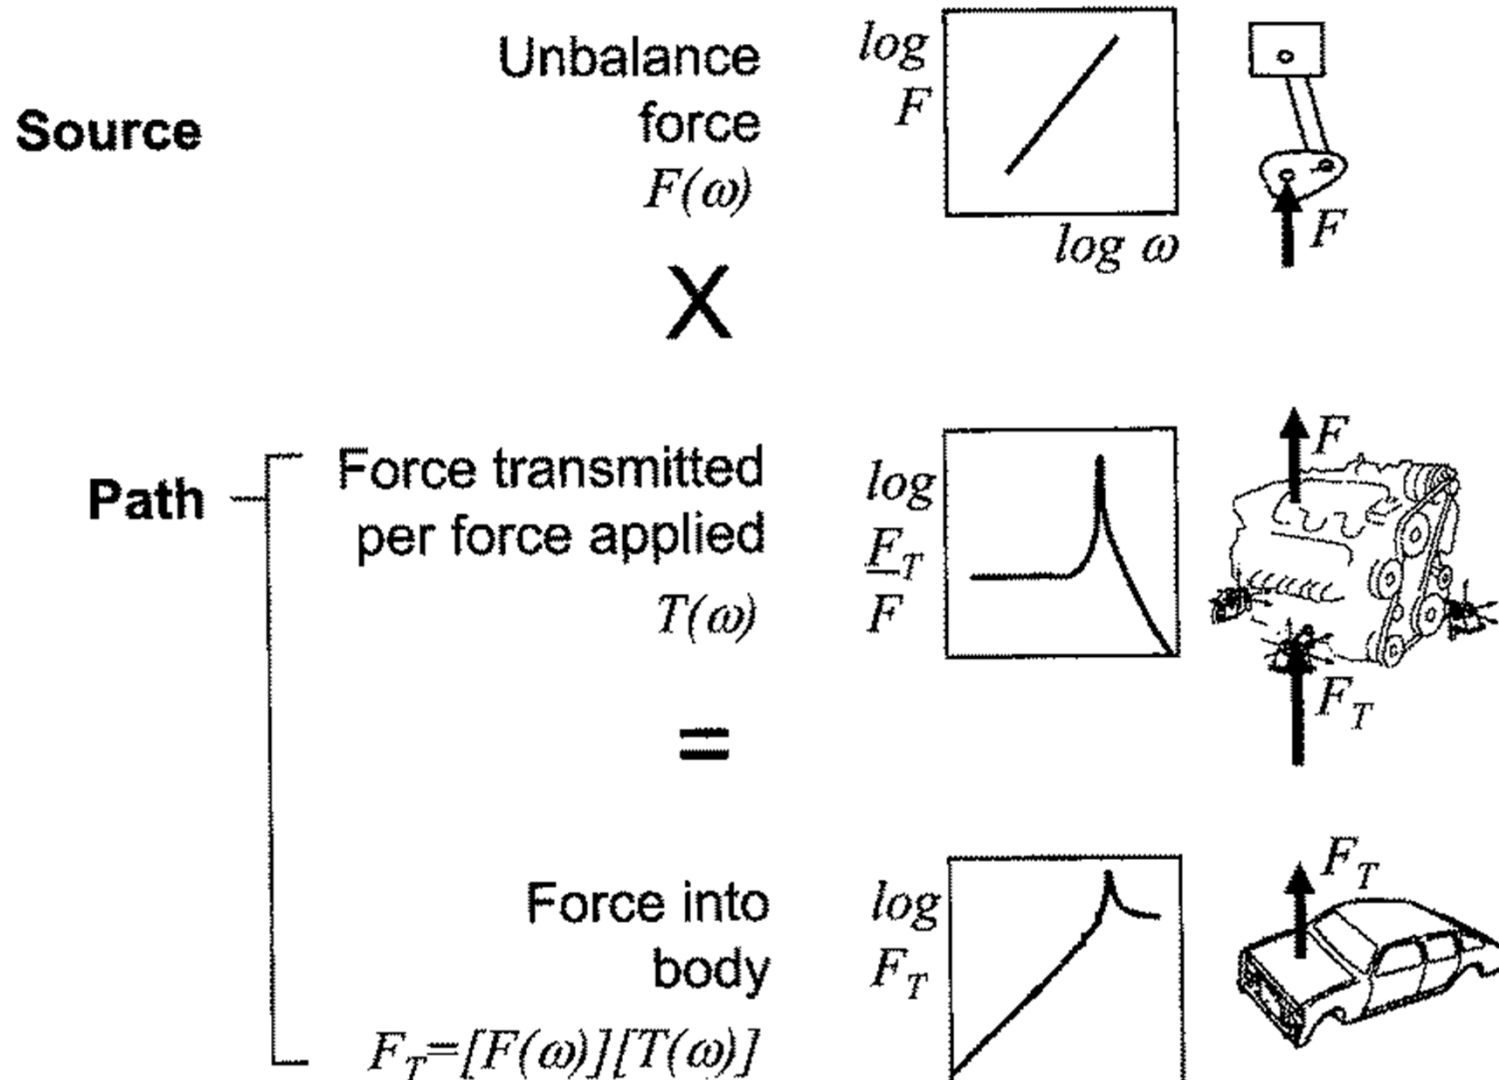 Source
Unbalance
force
F(ω)
log
F
log ω
F
X
Path
Force transmitted
per force applied
T(ω)
log
F_T
F
F
F_T
=
Force into
body
F_T=[F(ω)][T(ω)]
log
F_T
F_T